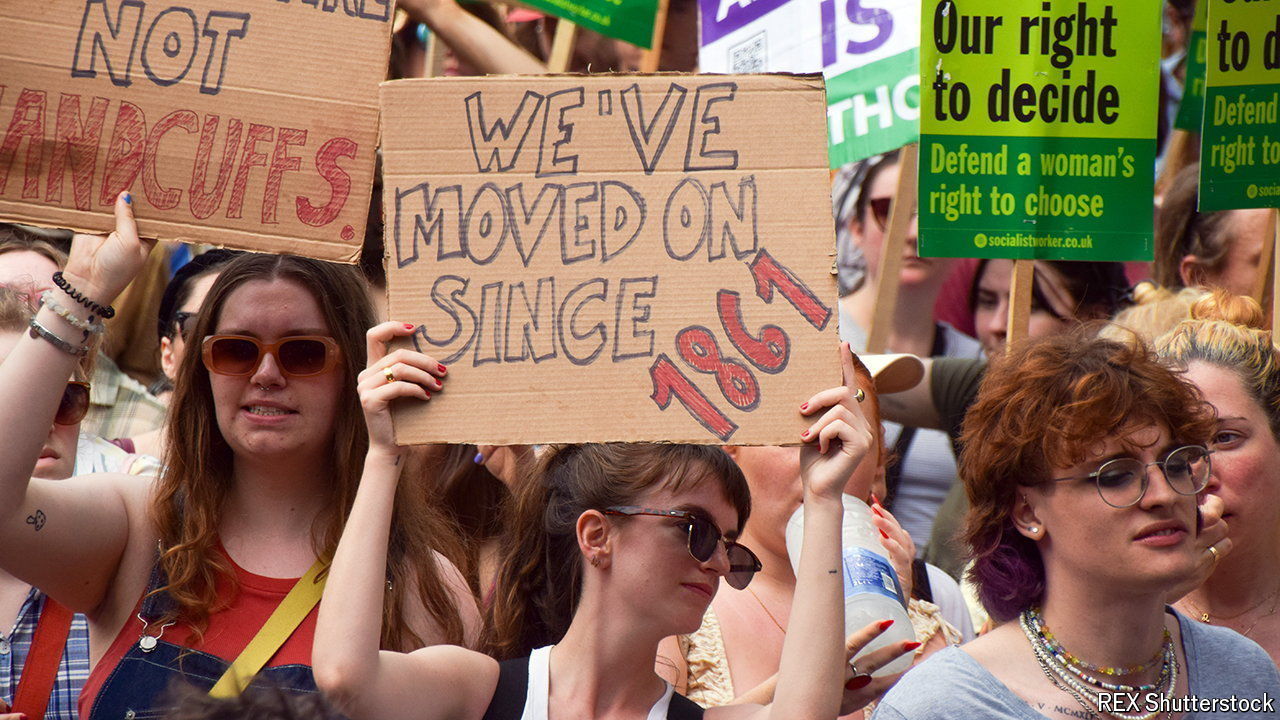 NOT
HANDCUFFS.
WE'VE
MOVED ON
SINCE
1861
IS
Our right
to decide
Defend a woman's
right to choose
socialistworker.co.uk
to d
Defend
right to
REX Shutterstock